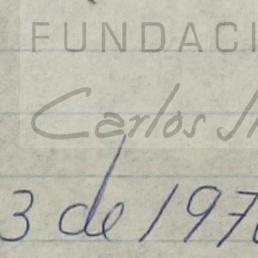 FUNDACI
Carlos
3 de 197